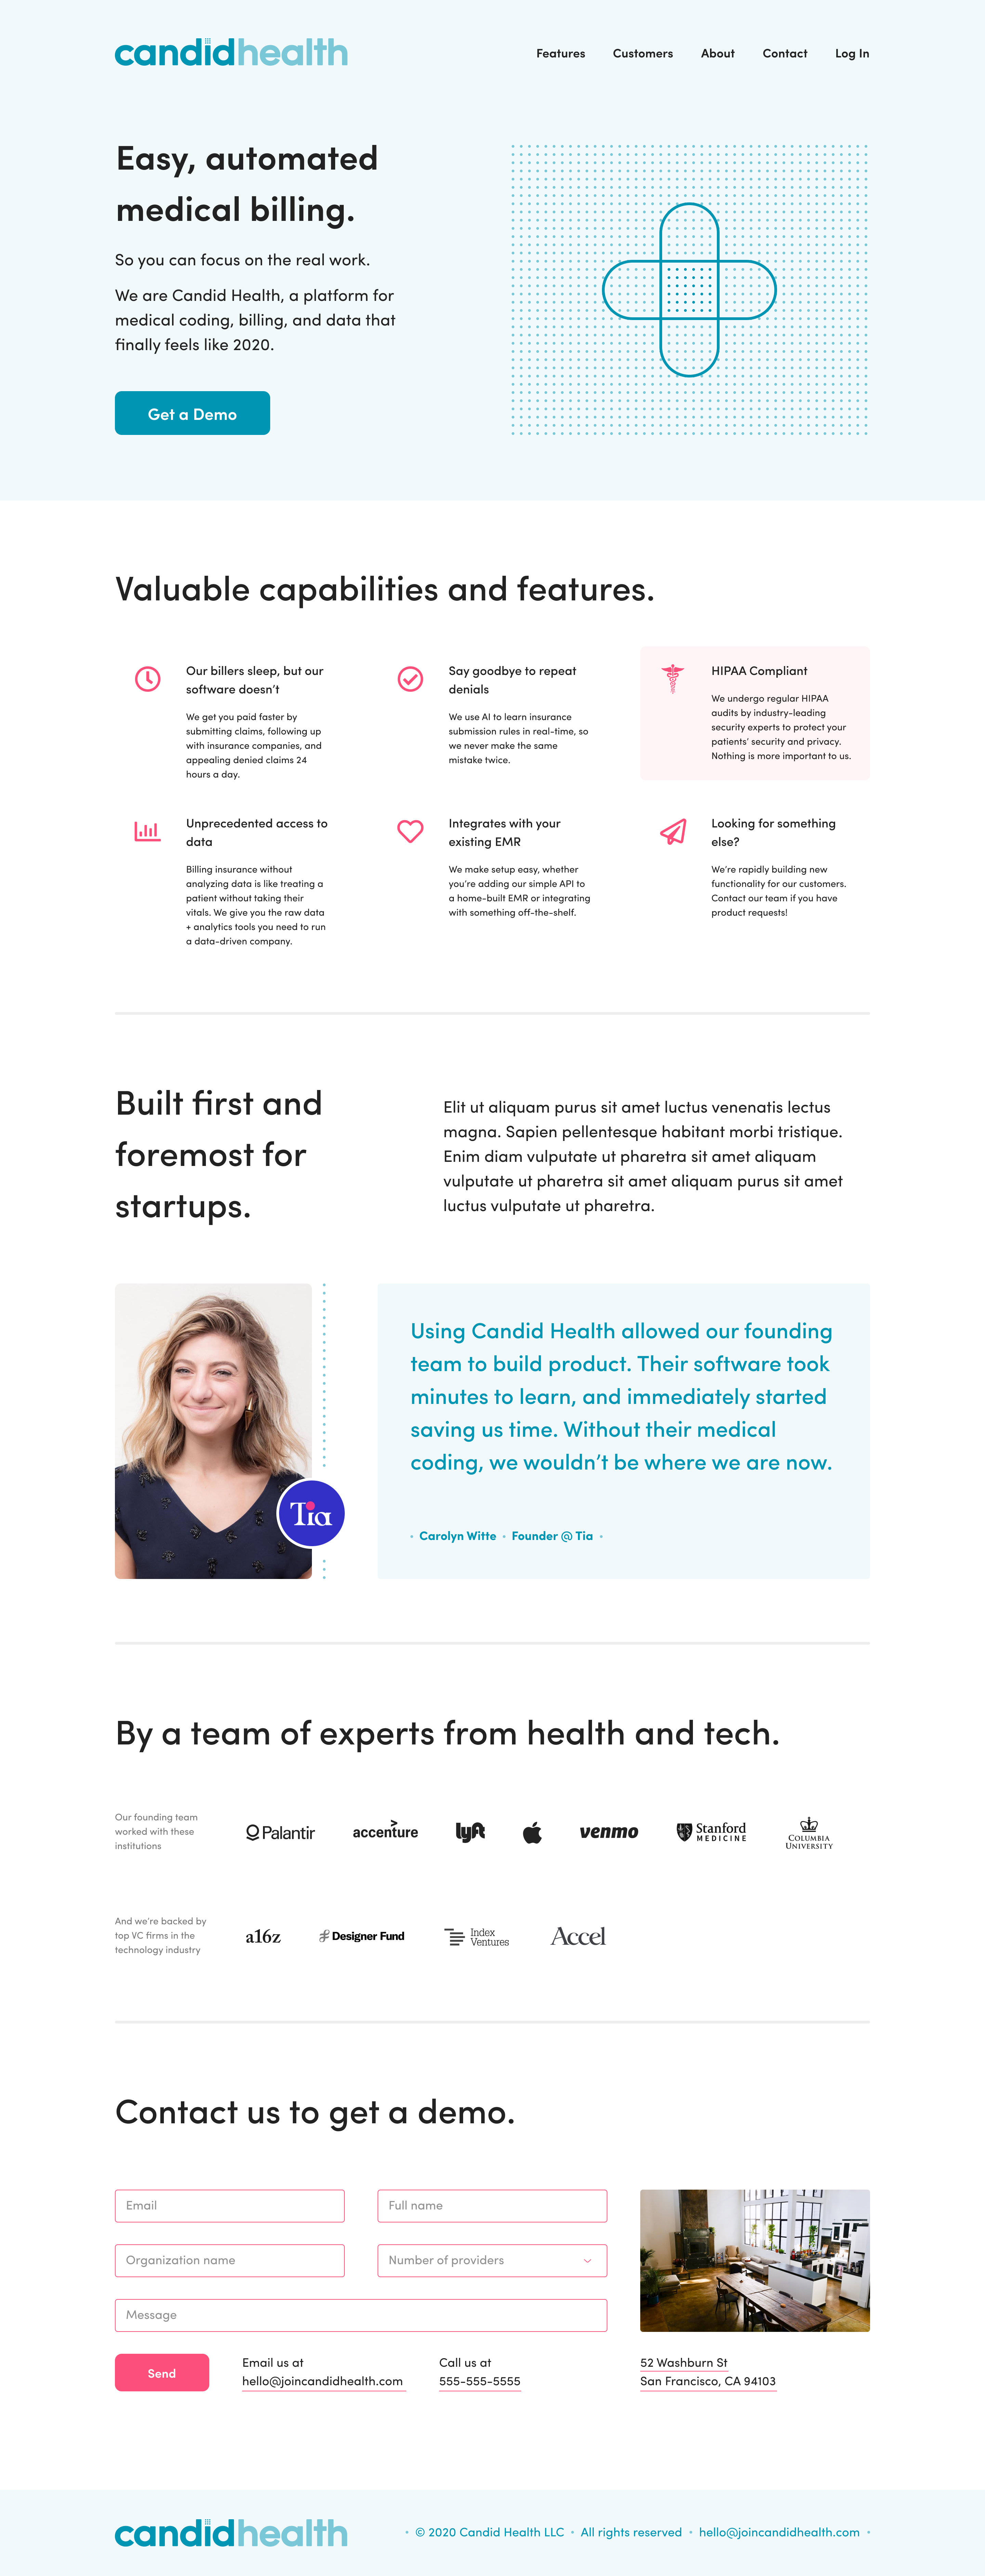 candidhealth
Features Customers About Contact Log In
Easy, automated
medical billing.
So you can focus on the real work.
We are Candid Health, a platform for
medical coding, billing, and data that
finally feels like 2020.
Get a Demo
Valuable capabilities and features.
Our billers sleep, but our
software doesn’t
We get you paid faster by
submitting claims, following up
with insurance companies, and
appealing denied claims 24
hours a day.
Say goodbye to repeat
denials
We use AI to learn insurance
submission rules in real-time, so
we never make the same
mistake twice.
HIPAA Compliant
We undergo regular HIPAA
audits by industry-leading
security experts to protect your
patients’ security and privacy.
Nothing is more important to us.
Unprecedented access to
data
Billing insurance without
analyzing data is like treating a
patient without taking their
vitals. We give you the raw data
+ analytics tools you need to run
a data-driven company.
Integrates with your
existing EMR
We make setup easy, whether
you’re adding our simple API to
a home-built EMR or integrating
with something off-the-shelf.
Looking for something
else?
We’re rapidly building new
functionality for our customers.
Contact our team if you have
product requests!
Built first and
foremost for
startups.
Elit ut aliquam purus sit amet luctus venenatis lectus
magna. Sapien pellentesque habitant morbi tristique.
Enim diam vulputate ut pharetra sit amet aliquam
vulputate ut pharetra sit amet aliquam purus sit amet
luctus vulputate ut pharetra.
Tia
Using Candid Health allowed our founding
team to build product. Their software took
minutes to learn, and immediately started
saving us time. Without their medical
coding, we wouldn’t be where we are now.
• Carolyn Witte • Founder @ Tia •
By a team of experts from health and tech.
Our founding team
worked with these
institutions
Palantir
accenture
lyft
venmo
Stanford
MEDICINE
COLUMBIA
UNIVERSITY
And we’re backed by
top VC firms in the
technology industry
a16z
Designer Fund
Index
Ventures
Accel
Contact us to get a demo.
Email
Full name
Organization name
Number of providers
Message
Send
Email us at
hello@joincandidhealth.com
Call us at
555-555-5555
52 Washburn St
San Francisco, CA 94103
candidhealth
• © 2020 Candid Health LLC • All rights reserved • hello@joincandidhealth.com •